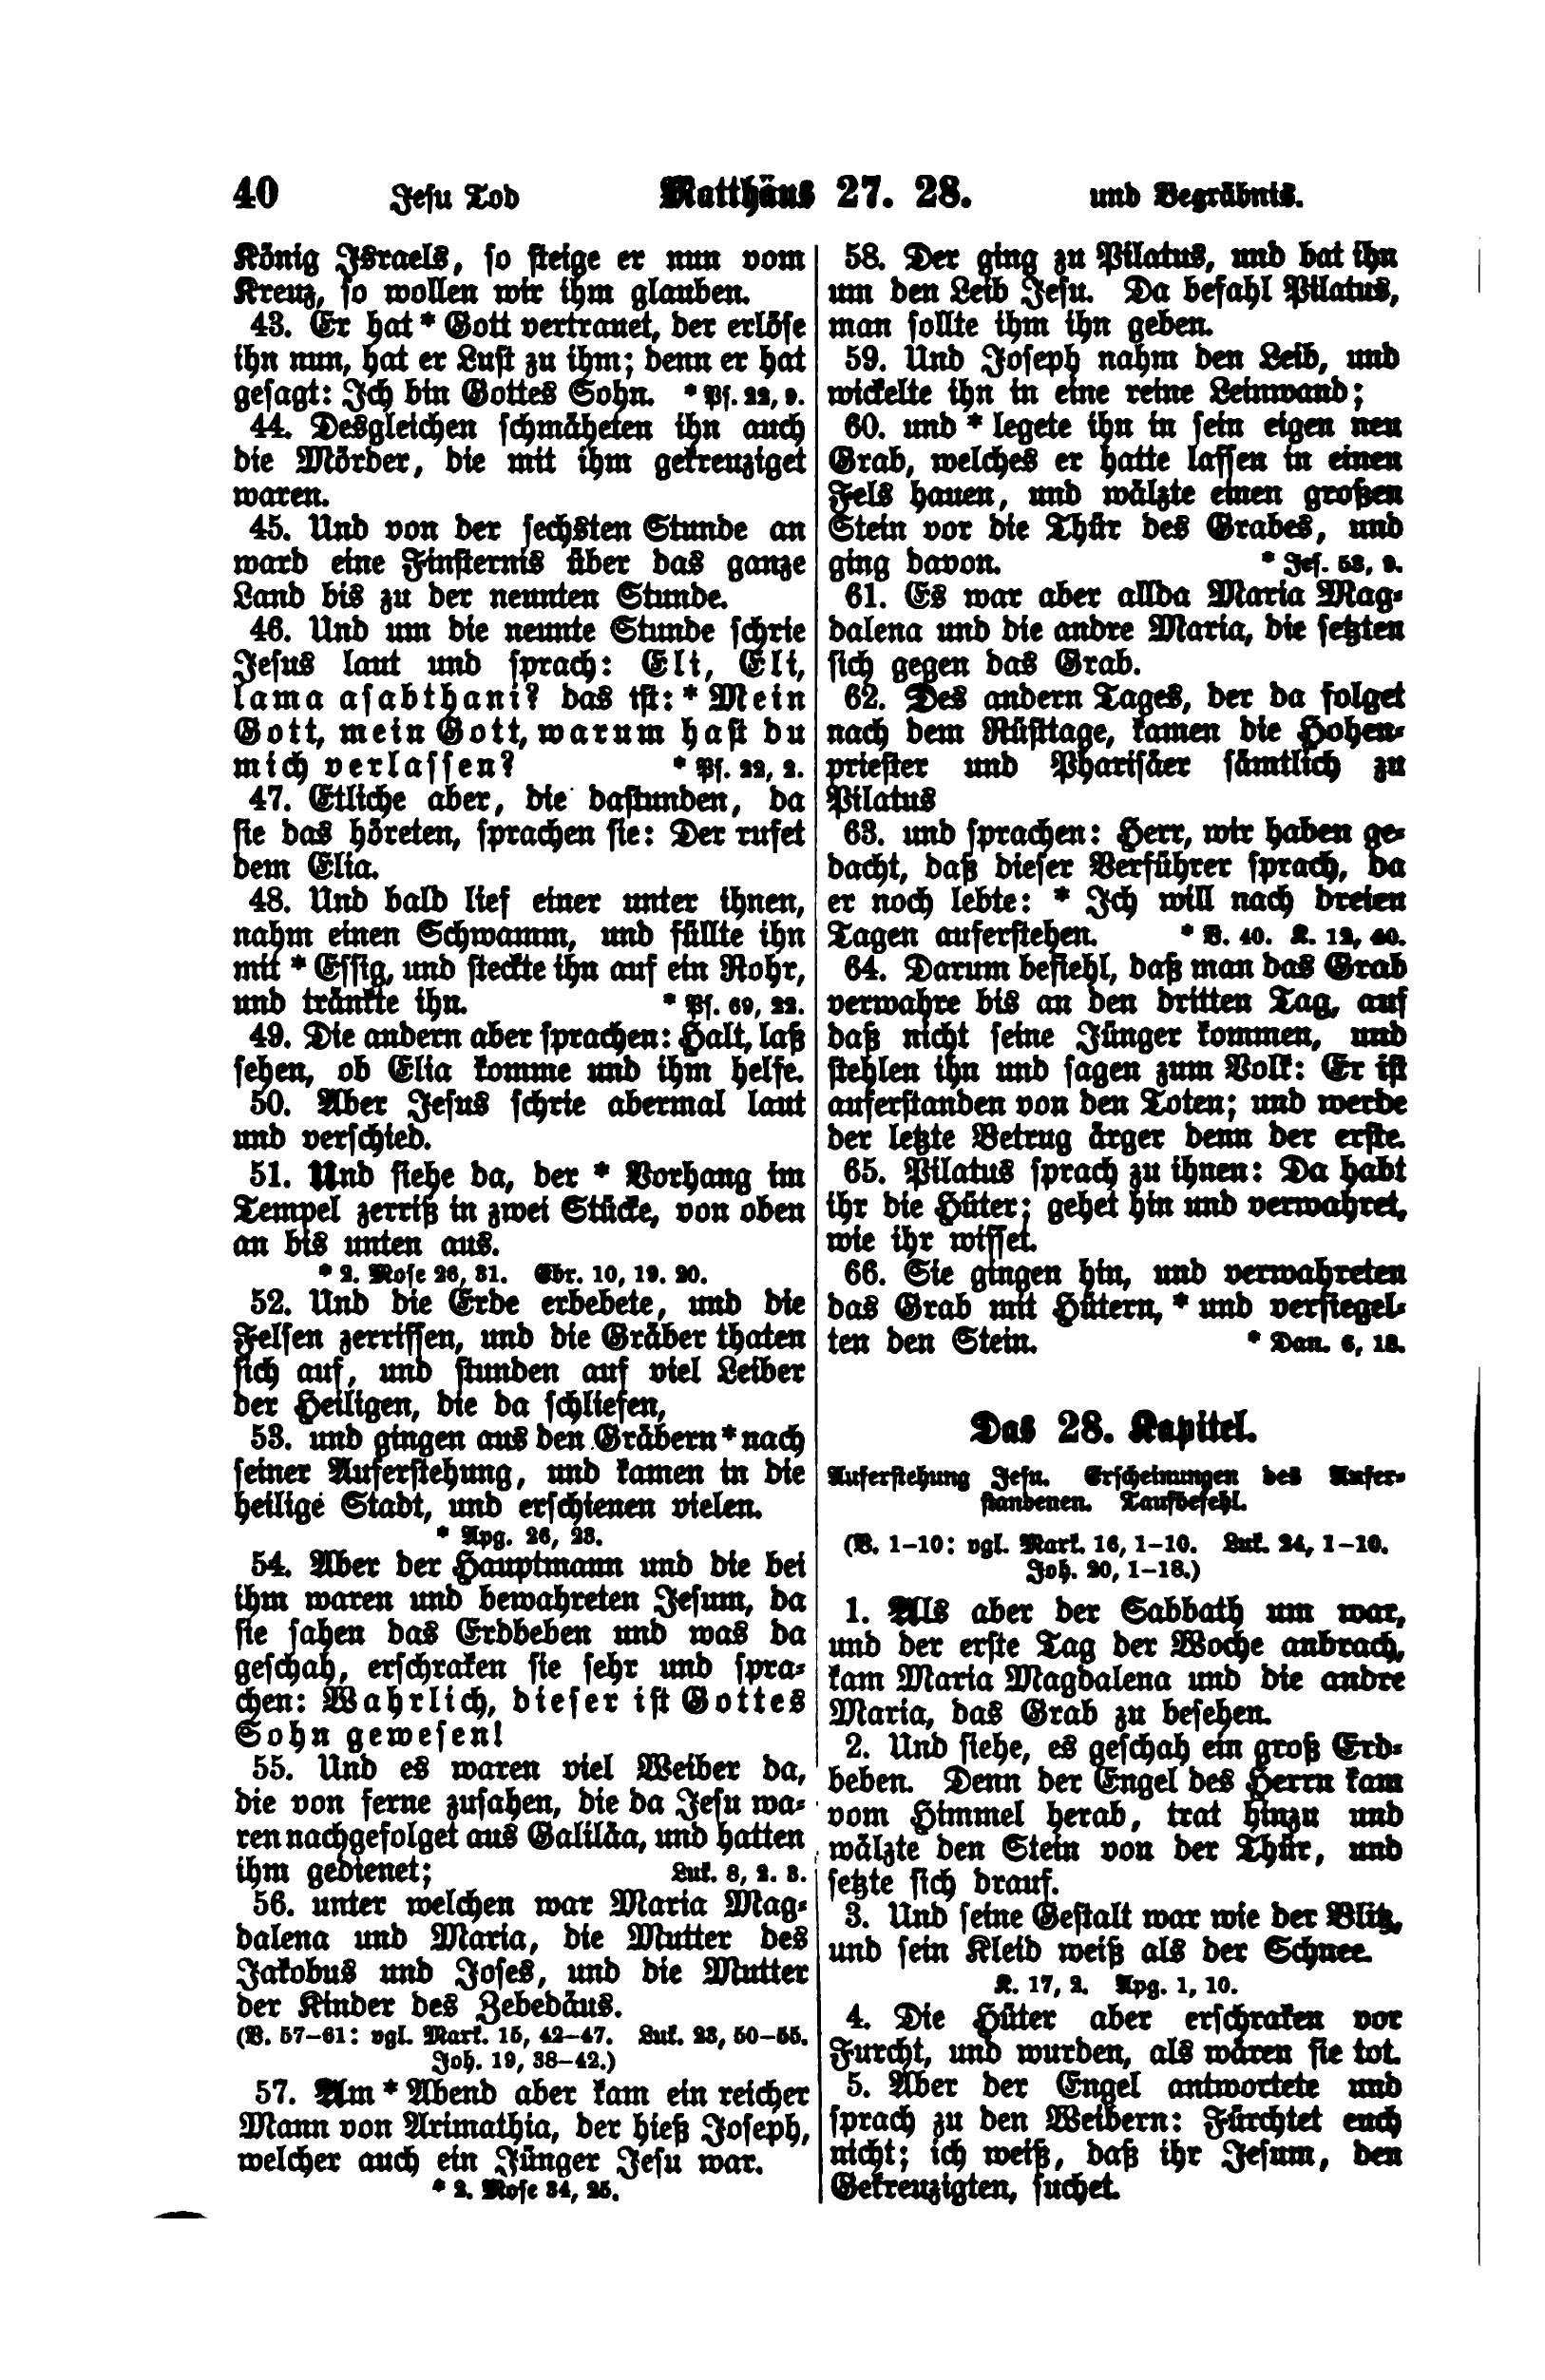 40 Jesu Tod Matthäus 27. 28. und Begräbnis.
König Israels, so steige er nun vom
Kreuz, so wollen wir ihm glauben.
43. Er hat * Gott vertrauet, der erlöse
ihn nun, hat er Lust zu ihm; denn er hat
gesagt: Ich bin Gottes Sohn. * Ps. 22, 9.
44. Desgleichen schmäheten ihn auch
die Mörder, die mit ihm gekreuziget
waren.
45. Und von der sechsten Stunde an
ward eine Finsternis über das ganze
Land bis zu der neunten Stunde.
46. Und um die neunte Stunde schrie
Jesus laut und sprach: Eli, Eli,
lama asabthani? das ist: * Mein
Gott, mein Gott, warum hast du
mich verlassen? * Ps. 22, 2.
47. Etliche aber, die dastunden, da
sie das höreten, sprachen sie: Der rufet
dem Elia.
48. Und bald lief einer unter ihnen,
nahm einen Schwamm, und füllte ihn
mit * Essig, und steckte ihn auf ein Rohr,
und tränkte ihn. * Ps. 69, 22.
49. Die andern aber sprachen: Halt, laß
sehen, ob Elia komme und ihm helfe.
50. Aber Jesus schrie abermal laut
und verschied.
51. Und siehe da, der * Vorhang im
Tempel zerriß in zwei Stücke, von oben
an bis unten aus.
* 2. Mose 26, 31. Ebr. 10, 19. 20.
52. Und die Erde erbebete, und die
Felsen zerrissen, und die Gräber thaten
sich auf, und stunden auf viel Leiber
der Heiligen, die da schliefen,
53. und gingen aus den Gräbern * nach
seiner Auferstehung, und kamen in die
heilige Stadt, und erschienen vielen.
* Apg. 26, 23.
54. Aber der Hauptmann und die bei
ihm waren und bewahreten Jesum, da
sie sahen das Erdbeben und was da
geschah, erschraken sie sehr und spra-
chen: Wahrlich, dieser ist Gottes
Sohn gewesen!
55. Und es waren viel Weiber da,
die von ferne zusahen, die da Jesu wa-
ren nachgefolget aus Galiläa, und hatten
ihm gedienet; Luk. 8, 2. 3.
56. unter welchen war Maria Mag-
dalena und Maria, die Mutter des
Jakobus und Joses, und die Mutter
der Kinder des Zebedäus.
(V. 57–61: vgl. Mark. 15, 42–47. Luk. 23, 50–55.
Joh. 19, 38–42.)
57. Am * Abend aber kam ein reicher
Mann von Arimathia, der hieß Joseph,
welcher auch ein Jünger Jesu war.
* 2. Mose 34, 25.
58. Der ging zu Pilatus, und bat ihn
um den Leib Jesu. Da befahl Pilatus,
man sollte ihm ihn geben.
59. Und Joseph nahm den Leib, und
wickelte ihn in eine reine Leinwand;
60. und * legete ihn in sein eigen neu
Grab, welches er hatte lassen in einen
Fels hauen, und wälzte einen großen
Stein vor die Thür des Grabes, und
ging davon. * Jes. 53, 9.
61. Es war aber allda Maria Mag-
dalena und die andre Maria, die setzten
sich gegen das Grab.
62. Des andern Tages, der da folget
nach dem Rüsttage, kamen die Hohen-
priester und Pharisäer sämtlich zu
Pilatus
63. und sprachen: Herr, wir haben ge-
dacht, daß dieser Verführer sprach, da
er noch lebte: * Ich will nach dreien
Tagen auferstehen. * V. 40. K. 12, 40.
64. Darum befiehl, daß man das Grab
verwahre bis an den dritten Tag, auf
daß nicht seine Jünger kommen, und
stehlen ihn und sagen zum Volk: Er ist
auferstanden von den Toten; und werde
der letzte Betrug ärger denn der erste.
65. Pilatus sprach zu ihnen: Da habt
ihr die Hüter; gehet hin und verwahret,
wie ihr wisset.
66. Sie gingen hin, und verwahreten
das Grab mit Hütern, * und versiegel-
ten den Stein. * Dan. 6, 18.
Das 28. Kapitel.
Auferstehung Jesu. Erscheinungen des Aufer-
standenen. Taufbefehl.
(V. 1–10: vgl. Mark. 16, 1–10. Luk. 24, 1–10.
Joh. 20, 1–18.)
1. Als aber der Sabbath um war,
und der erste Tag der Woche anbrach,
kam Maria Magdalena und die andre
Maria, das Grab zu besehen.
2. Und siehe, es geschah ein groß Erd-
beben. Denn der Engel des Herrn kam
vom Himmel herab, trat hinzu und
wälzte den Stein von der Thür, und
setzte sich drauf.
3. Und seine Gestalt war wie der Blitz,
und sein Kleid weiß als der Schnee.
K. 17, 2. Apg. 1, 10.
4. Die Hüter aber erschraken vor
Furcht, und wurden, als wären sie tot.
5. Aber der Engel antwortete und
sprach zu den Weibern: Fürchtet euch
nicht; ich weiß, daß ihr Jesum, den
Gekreuzigten, suchet.